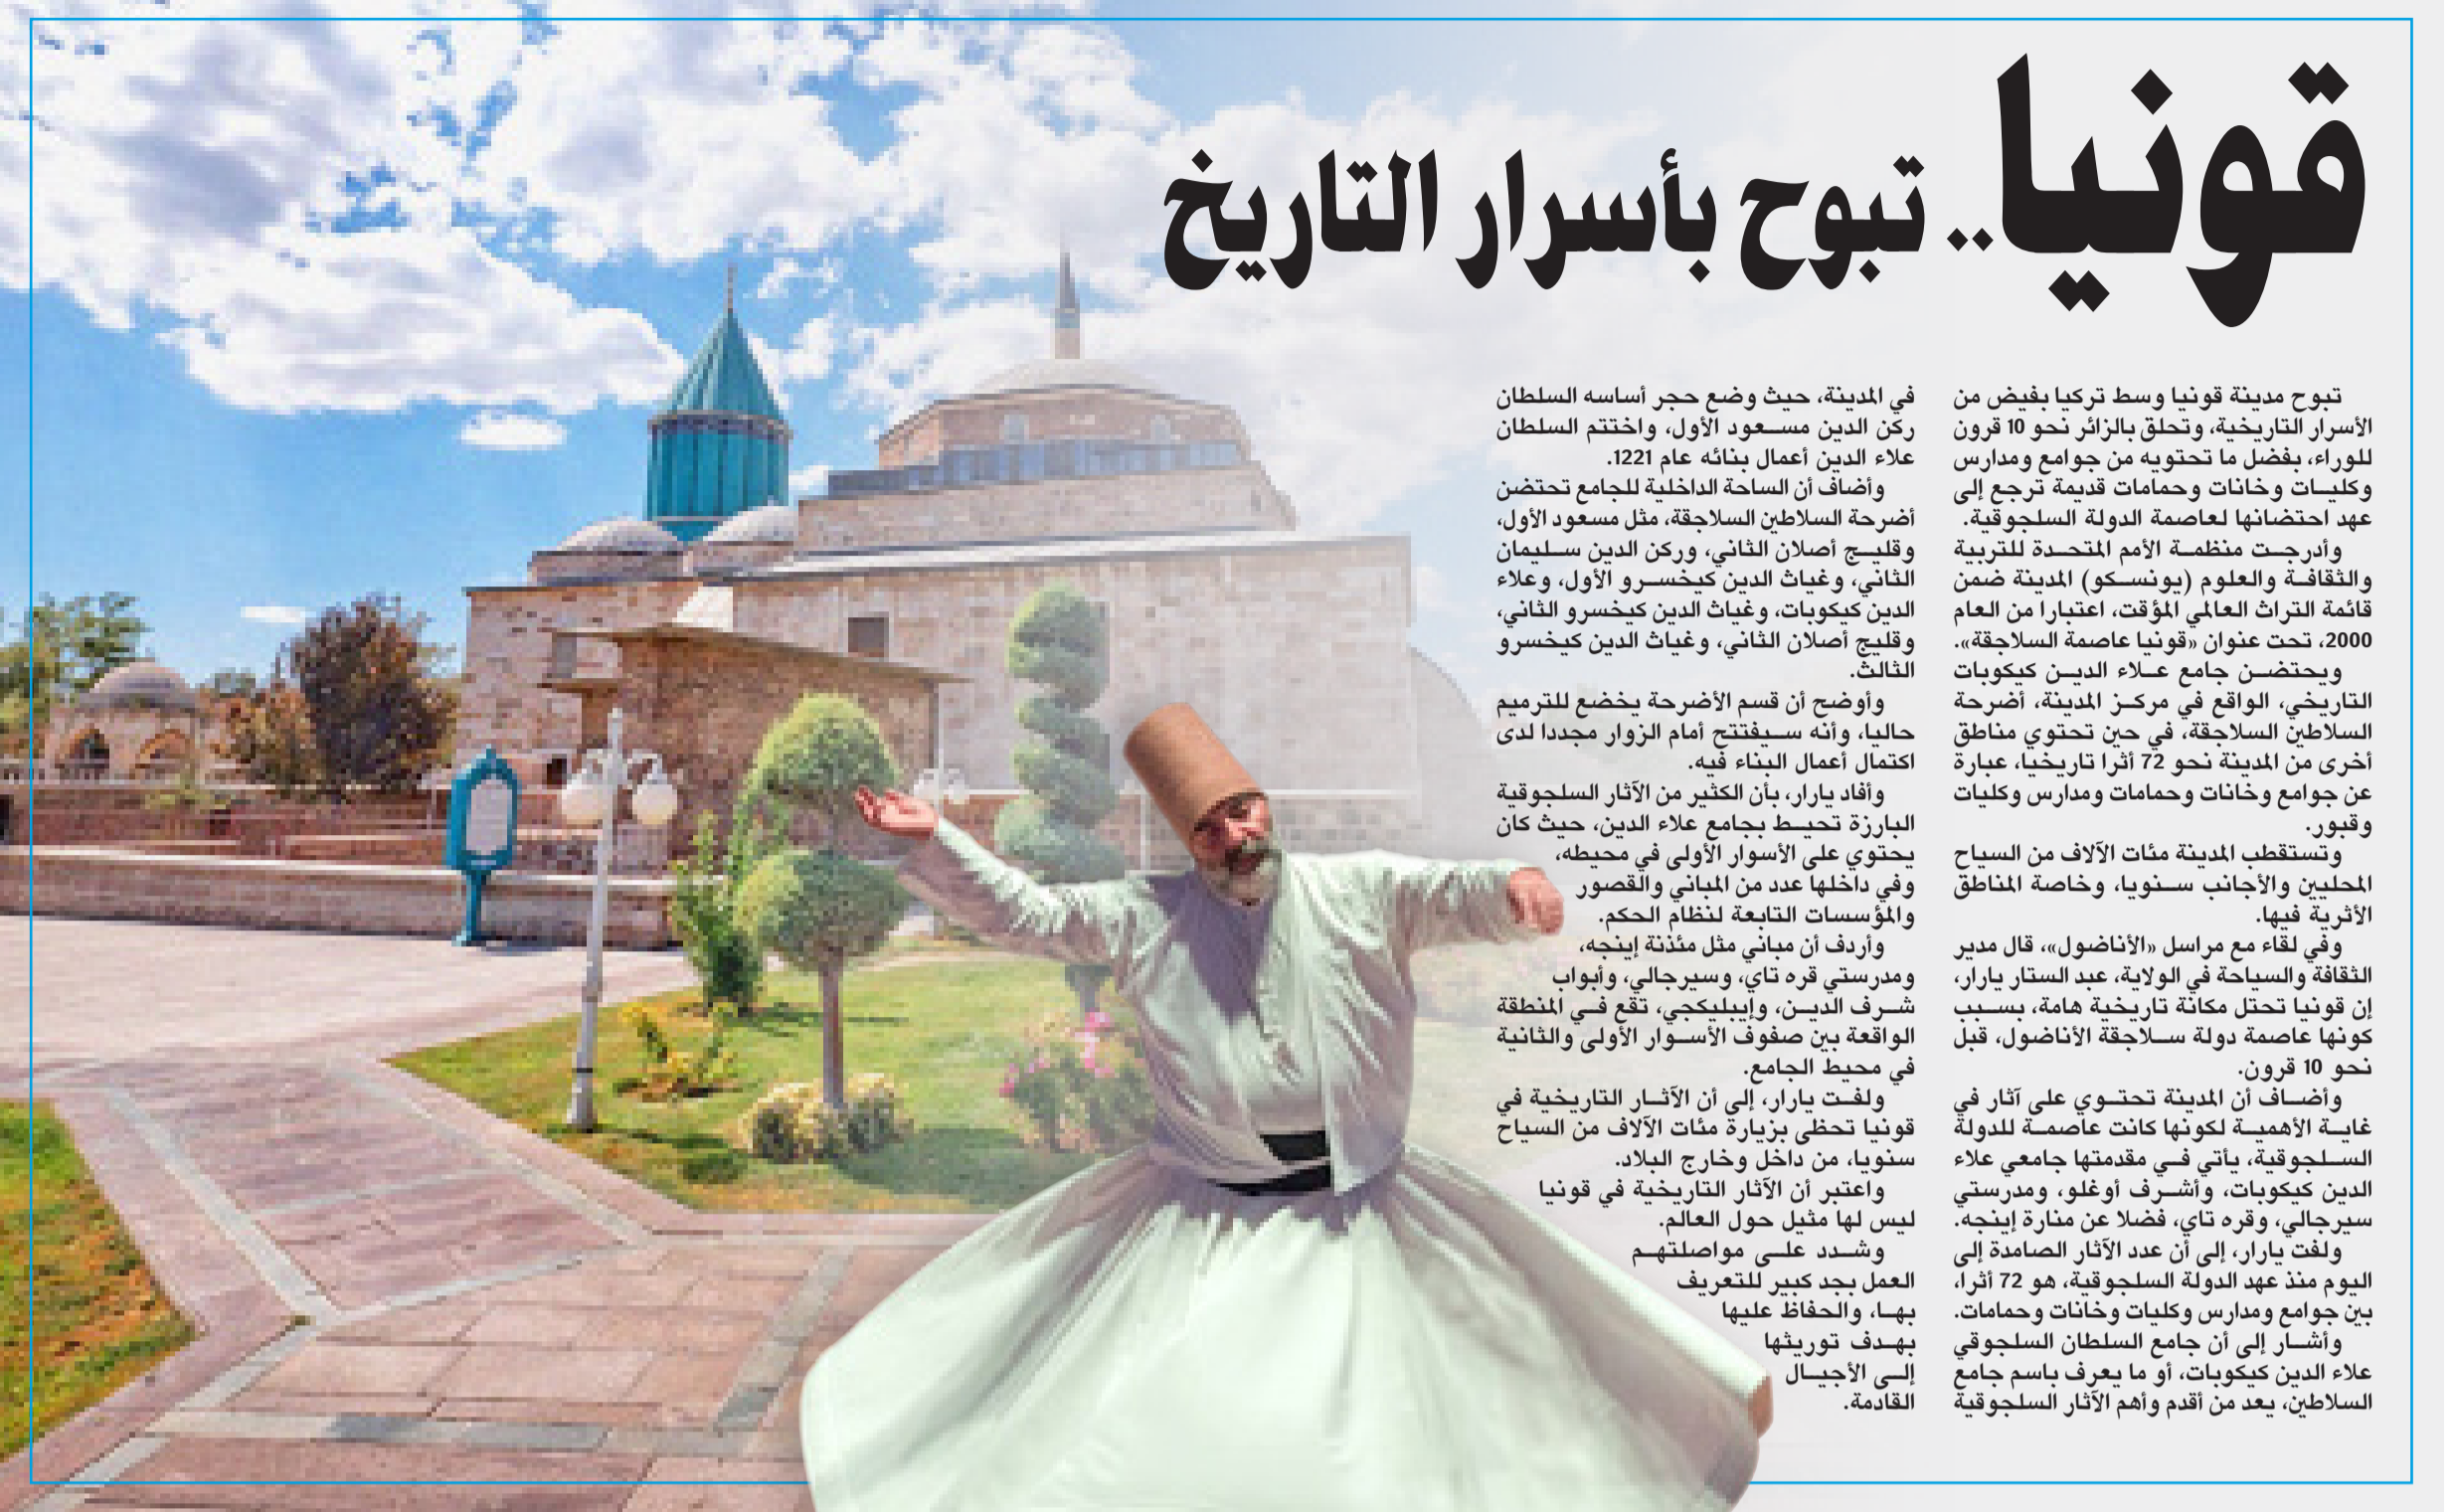 قونيا.. تبوح بأسرار التاريخ
تبوح مدينة قونيا وسط تركيا بفيض من
الأسرار التاريخية، وتحلق بالزائر نحو 10 قرون
للوراء، بفضل ما تحتويه من جوامع ومدارس
وكليات وخانات وحمامات قديمة ترجع إلى
عهد احتضانها لعاصمة الدولة السلجوقية.
وأدرجت منظمة الأمم المتحدة للتربية
والثقافة والعلوم (يونسكو) المدينة ضمن
قائمة التراث العالمي المؤقت، اعتبارا من العام
2000، تحت عنوان «قونيا عاصمة السلاجقة».
ويحتضن جامع علاء الدين كيكوبات
التاريخي، الواقع في مركز المدينة، أضرحة
السلاطين السلاجقة، في حين تحتوي مناطق
أخرى من المدينة نحو 72 أثرا تاريخيا، عبارة
عن جوامع وخانات وحمامات ومدارس وكليات
وقبور.
وتستقطب المدينة مئات الآلاف من السياح
المحليين والأجانب سنويا، وخاصة المناطق
الأثرية فيها.
وفي لقاء مع مراسل «الأناضول»، قال مدير
الثقافة والسياحة في الولاية، عبد الستار يارار،
إن قونيا تحتل مكانة تاريخية هامة، بسبب
كونها عاصمة دولة سلاجقة الأناضول، قبل
نحو 10 قرون.
وأضاف أن المدينة تحتوي على آثار في
غاية الأهمية لكونها كانت عاصمة للدولة
السلجوقية، يأتي في مقدمتها جامعي علاء
الدين كيكوبات، وأشرف أوغلو، ومدرستي
سيرجالي، وقره تاي، فضلا عن منارة إينجه.
ولفت يارار، إلى أن عدد الآثار الصامدة إلى
اليوم منذ عهد الدولة السلجوقية، هو 72 أثرا،
بين جوامع ومدارس وكليات وخانات وحمامات.
وأشار إلى أن جامع السلطان السلجوقي
علاء الدين كيكوبات، أو ما يعرف باسم جامع
السلاطين، يعد من أقدم وأهم الآثار السلجوقية
في المدينة، حيث وضع حجر أساسه السلطان
ركن الدين مسعود الأول، واختتم السلطان
علاء الدين أعمال بنائه عام 1221.
وأضاف أن الساحة الداخلية للجامع تحتضن
أضرحة السلاطين السلاجقة، مثل مسعود الأول،
وقليج أصلان الثاني، وركن الدين سليمان
الثاني، وغياث الدين كيخسرو الأول، وعلاء
الدين كيكوبات، وغياث الدين كيخسرو الثاني،
وقليج أصلان الثاني، وغياث الدين كيخسرو
الثالث.
وأوضح أن قسم الأضرحة يخضع للترميم
حاليا، وأنه سيفتتح أمام الزوار مجددا لدى
اكتمال أعمال البناء فيه.
وأفاد يارار، بأن الكثير من الآثار السلجوقية
البارزة تحيط بجامع علاء الدين، حيث كان
يحتوي على الأسوار الأولى في محيطه،
وفي داخلها عدد من المباني والقصور
والمؤسسات التابعة لنظام الحكم.
وأردف أن مباني مثل مئذنة إينجه،
ومدرستي قره تاي، وسيرجالي، وأبواب
شرف الدين، وإيبليكجي، تقع في المنطقة
الواقعة بين صفوف الأسوار الأولى والثانية
في محيط الجامع.
ولفت يارار، إلى أن الآثار التاريخية في
قونيا تحظى بزيارة مئات الآلاف من السياح
سنويا، من داخل وخارج البلاد.
واعتبر أن الآثار التاريخية في قونيا
ليس لها مثيل حول العالم.
وشدد على مواصلتهم
العمل بجد كبير للتعريف
بها، والحفاظ عليها
بهدف توريثها
إلى الأجيال
القادمة.